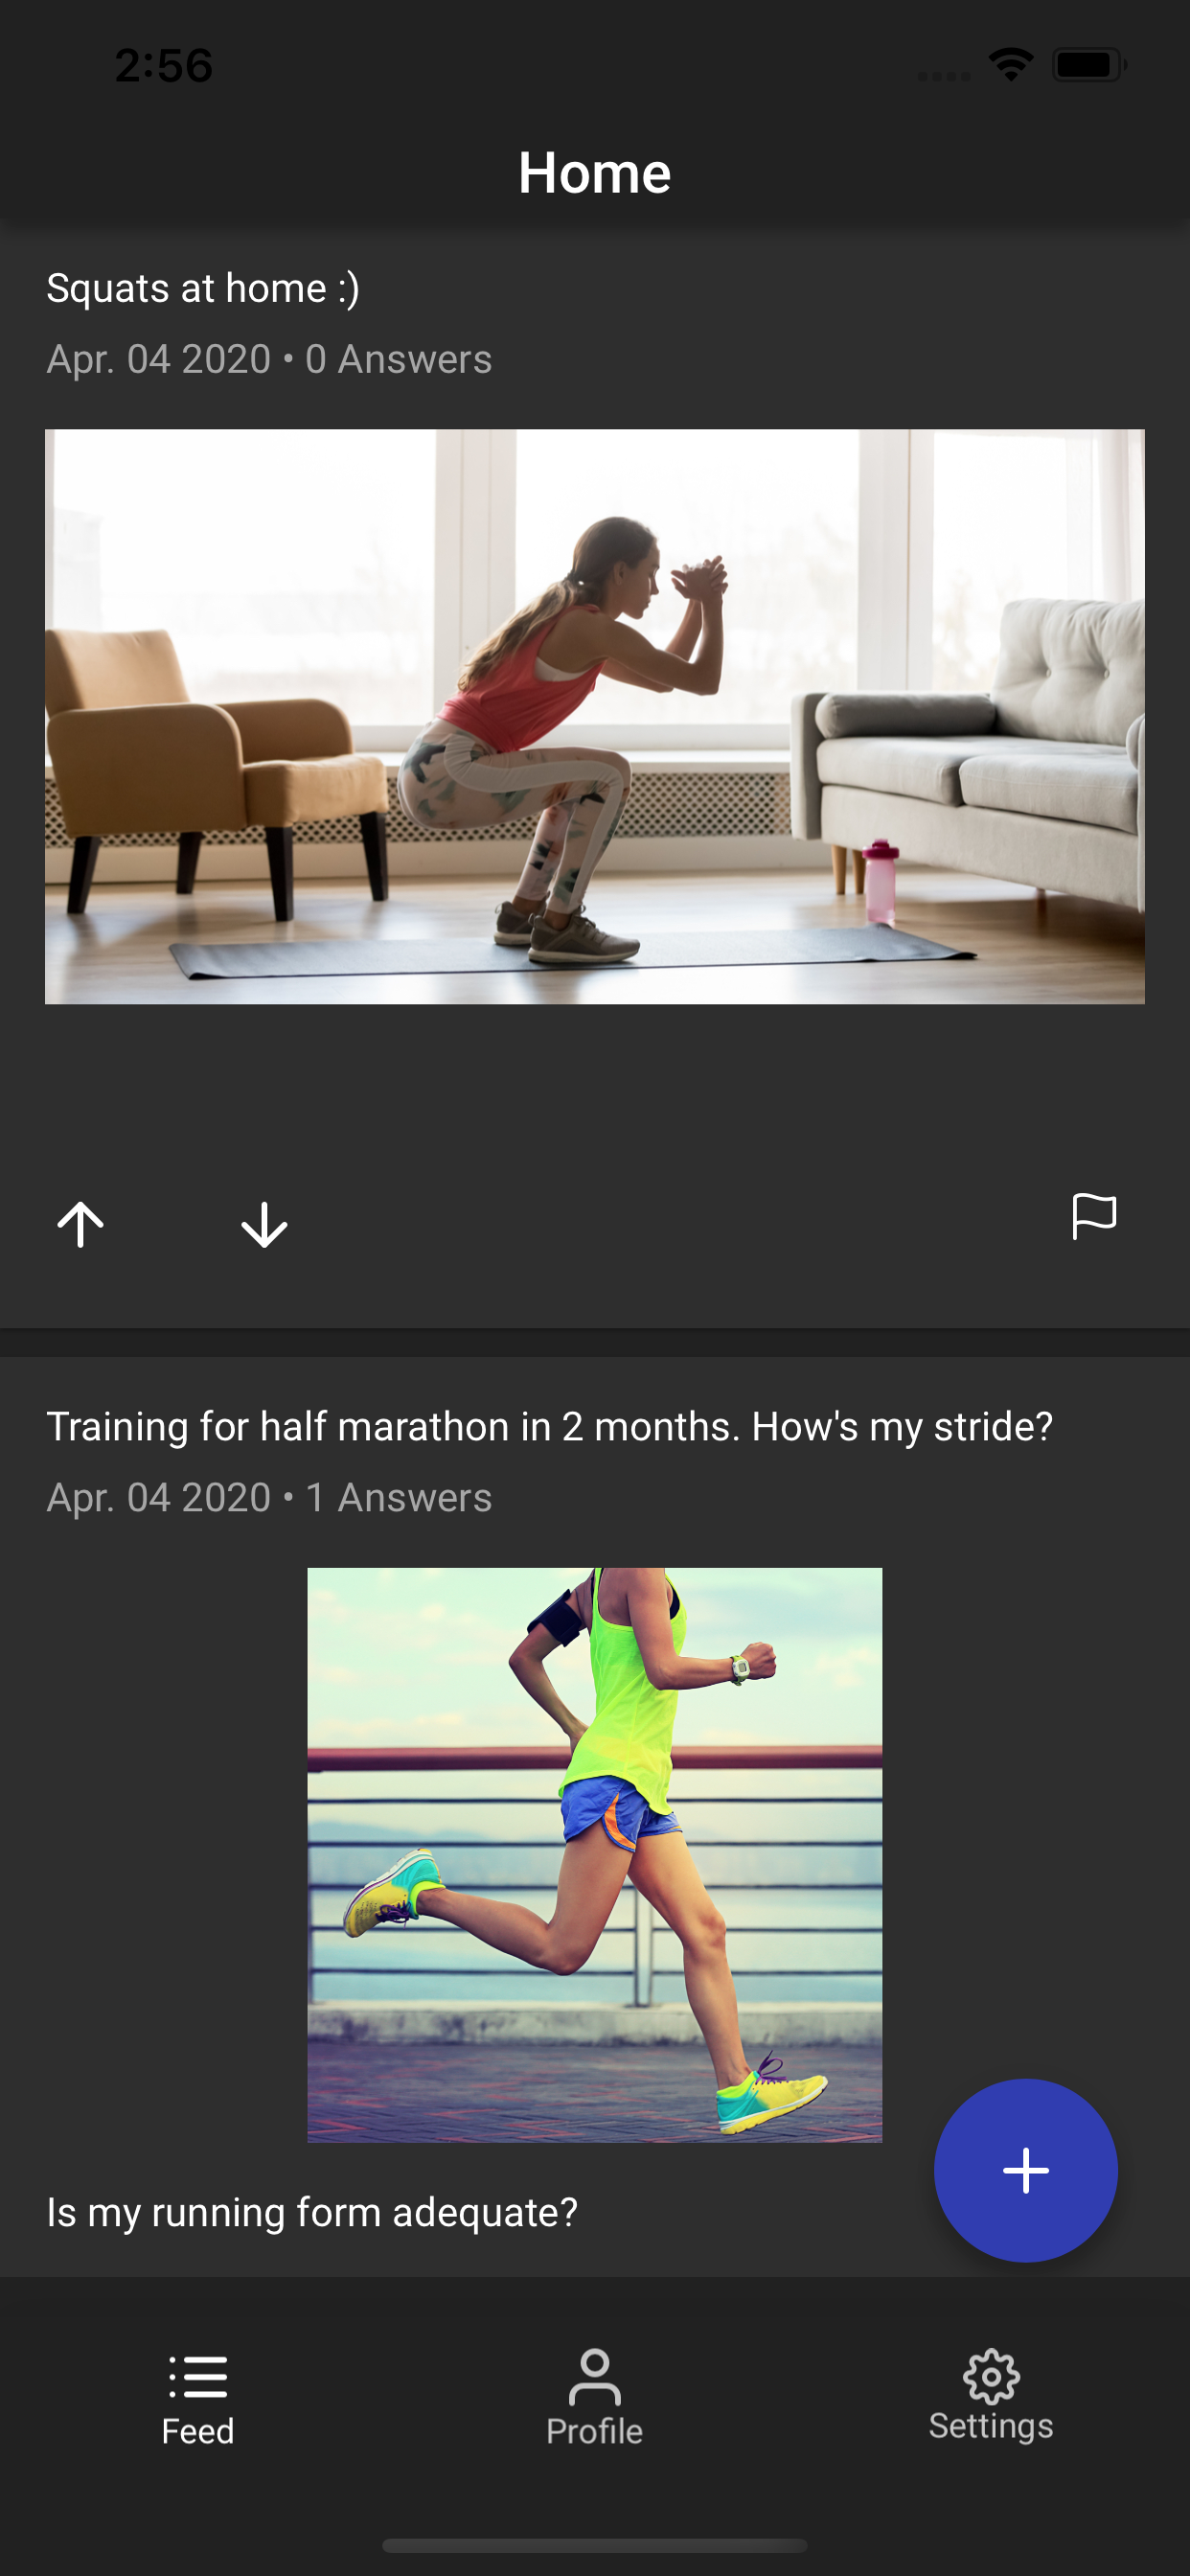 2:56
Home
Squats at home :)
Apr. 04 2020 • 0 Answers
Training for half marathon in 2 months. How's my stride?
Apr. 04 2020 • 1 Answers
Is my running form adequate?
Feed
Profile
Settings